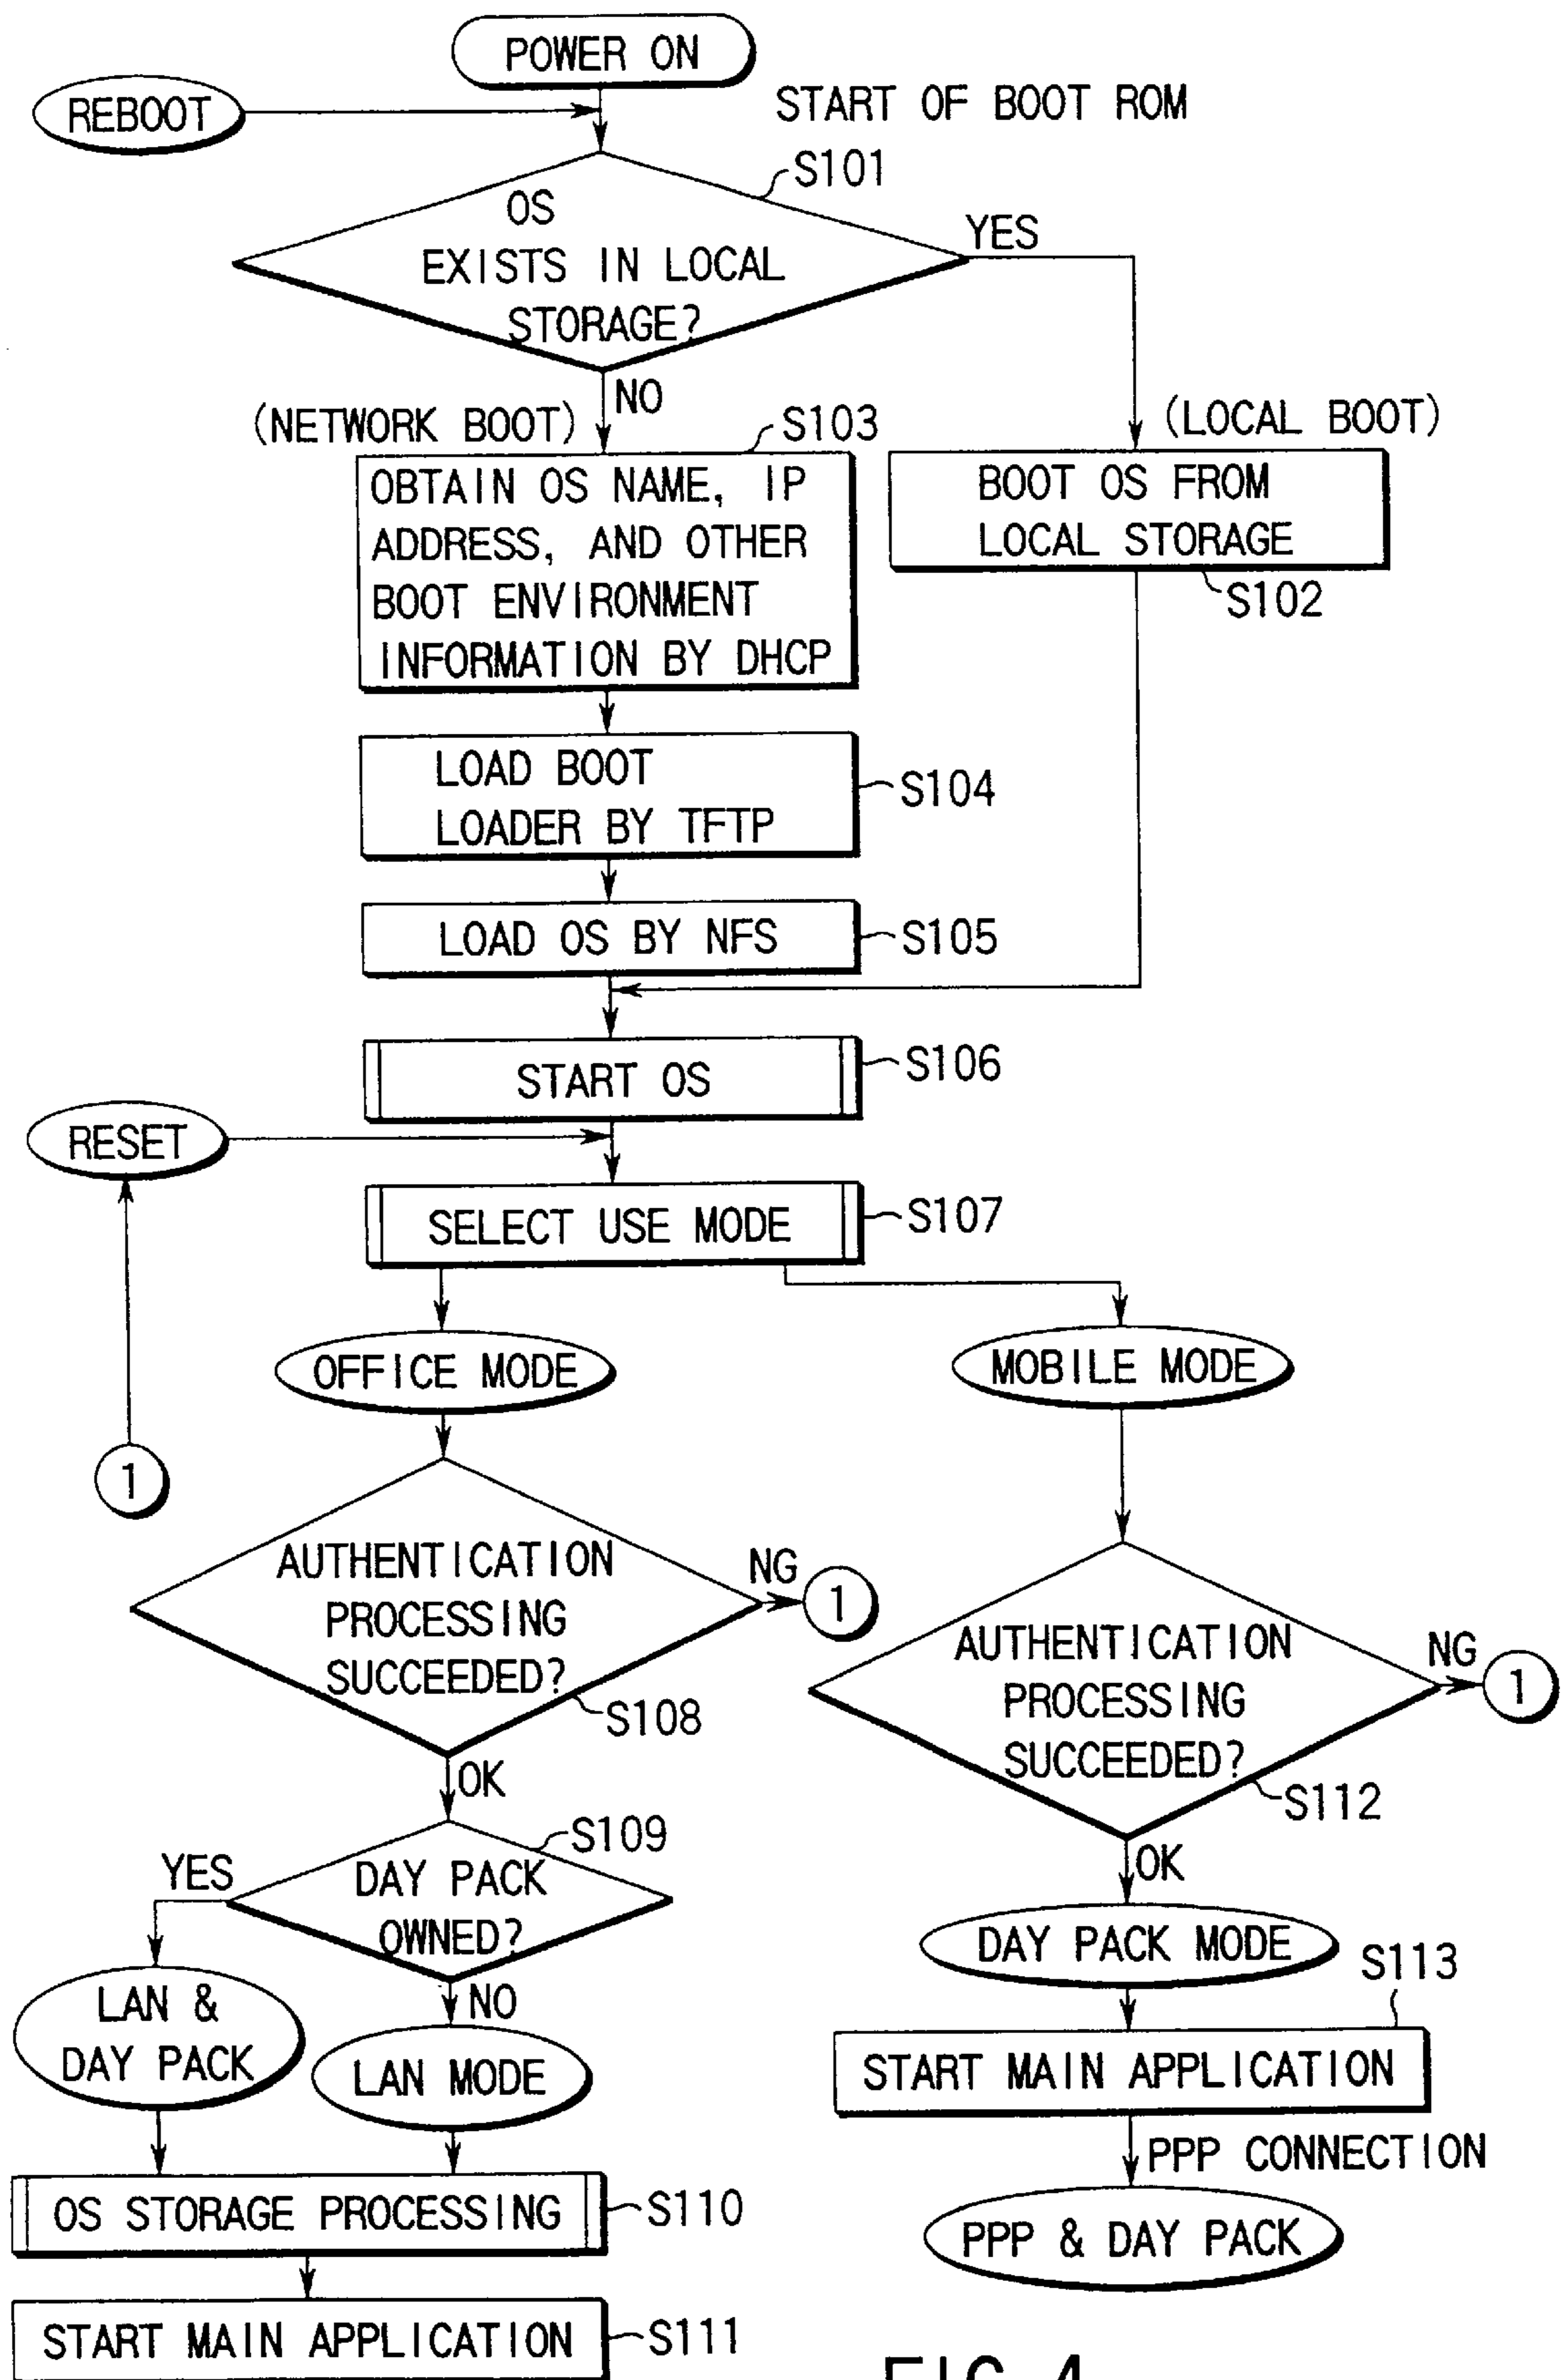 POWER ON
REBOOT
START OF BOOT ROM
S101
OS
EXISTS IN LOCAL
STORAGE?
YES
NO
(NETWORK BOOT)
(LOCAL BOOT)
S103
OBTAIN OS NAME, IP
ADDRESS, AND OTHER
BOOT ENVIRONMENT
INFORMATION BY DHCP
BOOT OS FROM
LOCAL STORAGE
S102
LOAD BOOT
LOADER BY TFTP
S104
LOAD OS BY NFS
S105
START OS
S106
RESET
SELECT USE MODE
S107
OFFICE MODE
MOBILE MODE
1
AUTHENTICATION
PROCESSING
SUCCEEDED?
NG
1
S108
AUTHENTICATION
PROCESSING
SUCCEEDED?
NG
1
S112
OK
S109
DAY PACK
OWNED?
YES
NO
OK
DAY PACK MODE
S113
LAN &
DAY PACK
LAN MODE
START MAIN APPLICATION
PPP CONNECTION
OS STORAGE PROCESSING
S110
PPP & DAY PACK
START MAIN APPLICATION
S111
FIG. 4